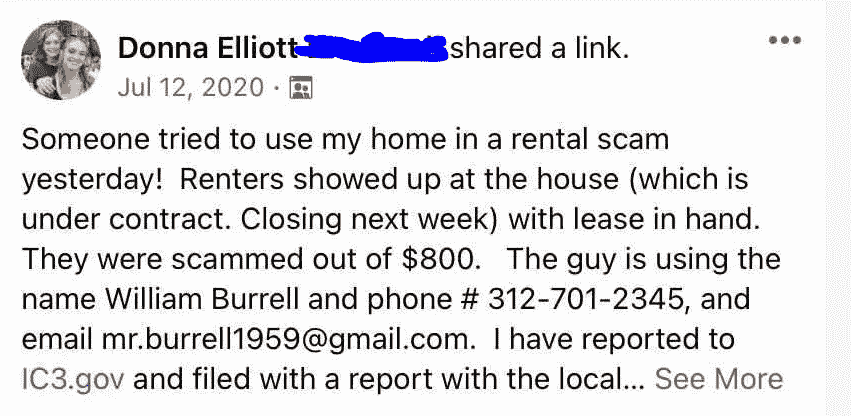 Donna Elliott shared a link.
Jul 12, 2020 ·
Someone tried to use my home in a rental scam
yesterday!  Renters showed up at the house (which is
under contract. Closing next week) with lease in hand.
They were scammed out of $800.   The guy is using the
name William Burrell and phone # 312-701-2345, and
email mr.burrell1959@gmail.com.  I have reported to
IC3.gov and filed with a report with the local... See More